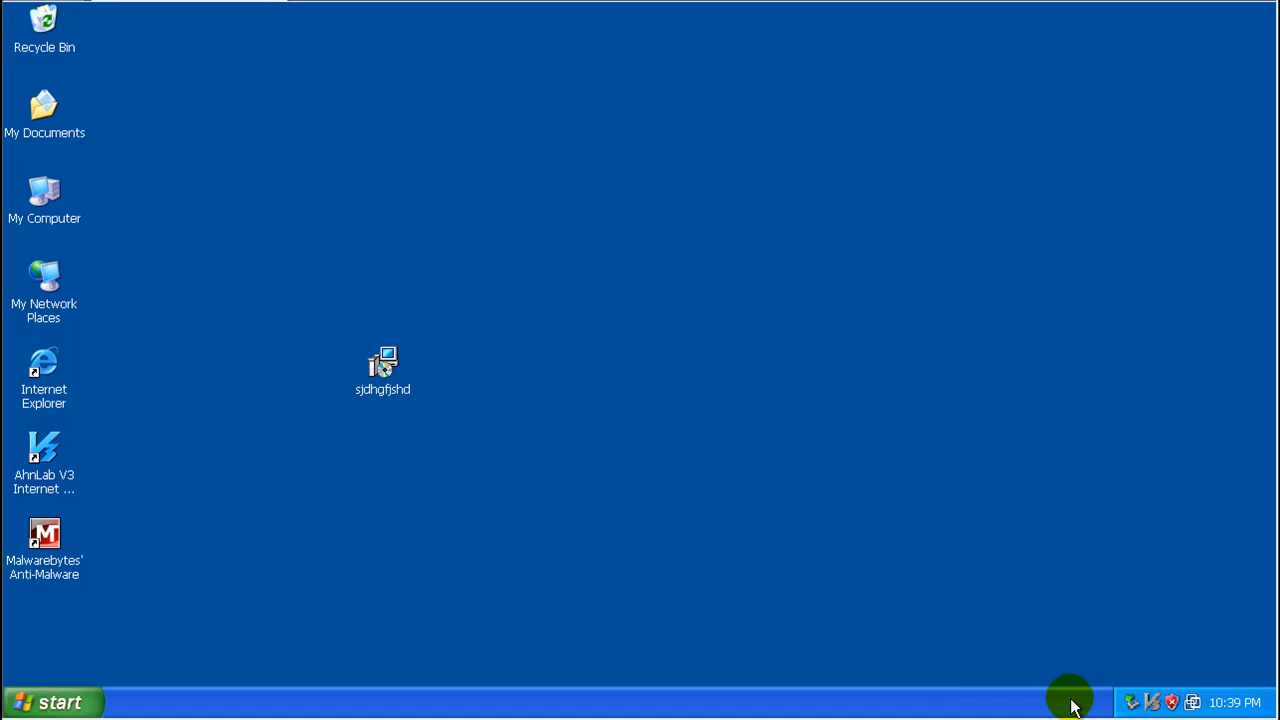 Recycle Bin
My Documents
My Computer
My Network
Places
sjdhgfjshd
Internet
Explorer
AhnLab V3
Internet ...
Malwarebytes'
Anti-Malware
start
10:39 PM